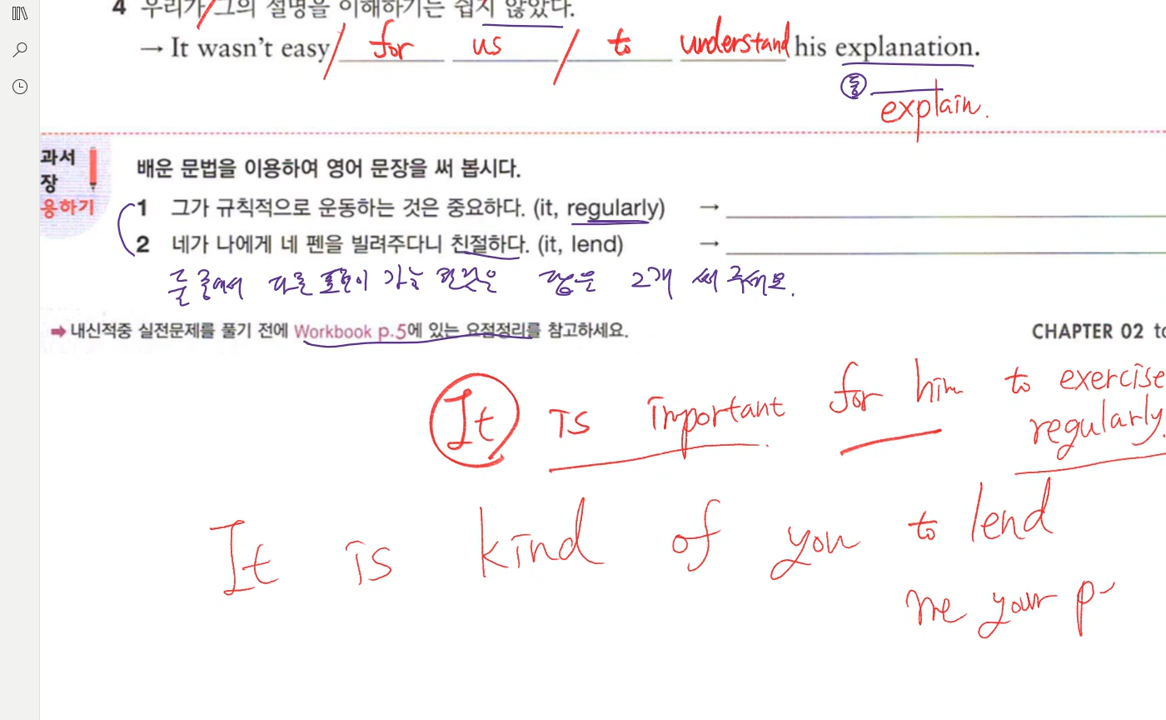 4 우리가 그의 설명을 이해하기는 쉽지 않았다.
→ It wasn't easy for us to understand his explanation.
동
explain.
과서
장
용하기
배운 문법을 이용하여 영어 문장을 써 봅시다.
1 그가 규칙적으로 운동하는 것은 중요하다. (it, regularly) →
2 네가 나에게 네 펜을 빌려주다니 친절하다. (it, lend) →
둘 중에서 다른 표현이 가능 한것은 답을 2개 써 주세요.
➡ 내신적중 실전문제를 풀기 전에 Workbook p.5에 있는 요점정리를 참고하세요.
CHAPTER 02 to
It is important for him to exercise
regularly.
It is kind of you to lend
me your